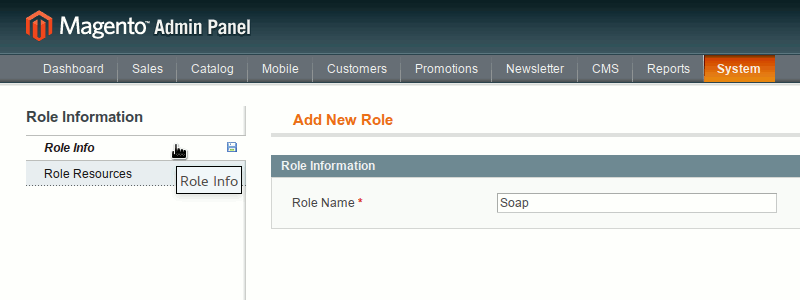 Magento™ Admin Panel
Dashboard Sales Catalog Mobile Customers Promotions Newsletter CMS Reports System
Role Information
Role Info
Role Resources
Role Info
Add New Role
Role Information
Role Name * Soap